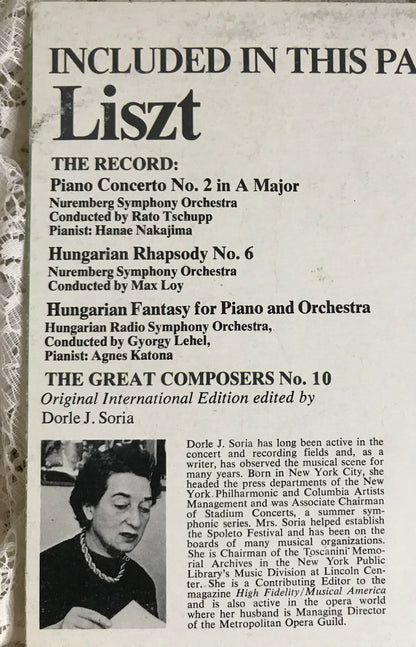 INCLUDED IN THIS PA
Liszt
THE RECORD:
Piano Concerto No. 2 in A Major
Nuremberg Symphony Orchestra
Conducted by Rato Tschupp
Pianist: Hanae Nakajima
Hungarian Rhapsody No. 6
Nuremberg Symphony Orchestra
Conducted by Max Loy
Hungarian Fantasy for Piano and Orchestra
Hungarian Radio Symphony Orchestra,
Conducted by Gyorgy Lehel,
Pianist: Agnes Katona
THE GREAT COMPOSERS No. 10
Original International Edition edited by
Dorle J. Soria
Dorle J. Soria has long been active in the
concert and recording fields and, as a
writer, has observed the musical scene for
many years. Born in New York City, she
headed the press departments of the New
York Philharmonic and Columbia Artists
Management and was Associate Chairman
of Stadium Concerts, a summer sym-
phonic series. Mrs. Soria helped establish
the Spoleto Festival and has been on the
boards of many musical organizations.
She is Chairman of the Toscanini Memo-
rial Archives in the New York Public
Library's Music Division at Lincoln Cen-
ter. She is a Contributing Editor to the
magazine High Fidelity/Musical America
and is also active in the opera world
where her husband is Managing Director
of the Metropolitan Opera Guild.